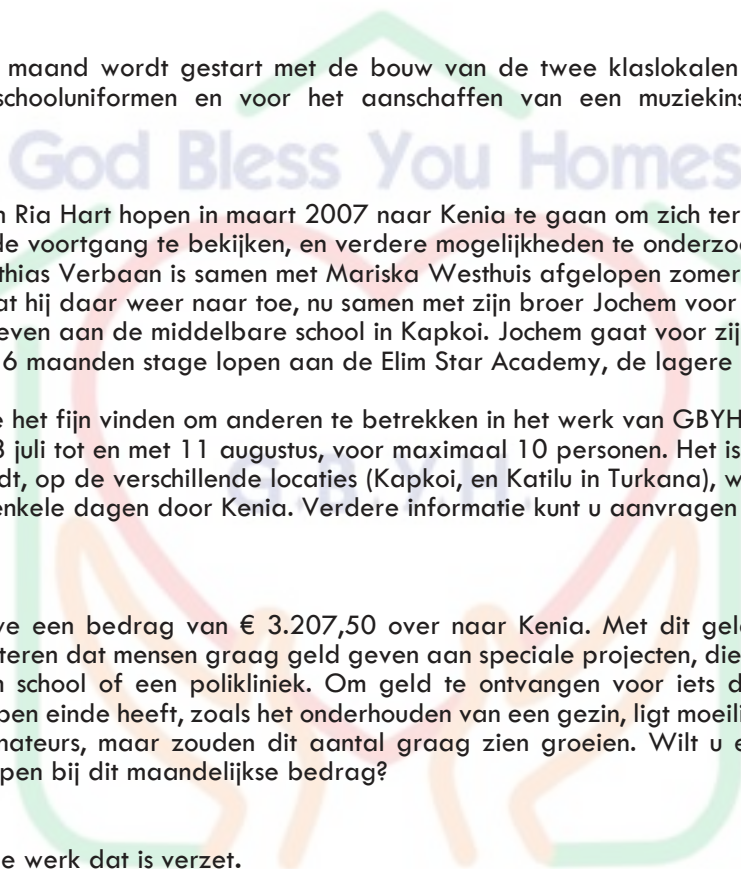 maand wordt gestart met de bouw van de twee klaslokalen
schooluniformen en voor het aanschaffen van een muziekins
God Bless You Homes
n Ria Hart hopen in maart 2007 naar Kenia te gaan om zich ter
de voortgang te bekijken, en verdere mogelijkheden te onderzoe
thias Verbaan is samen met Mariska Westhuis afgelopen zomer
at hij daar weer naar toe, nu samen met zijn broer Jochem voor
even aan de middelbare school in Kapkoi. Jochem gaat voor zij
6 maanden stage lopen aan de Elim Star Academy, de lagere
e het fijn vinden om anderen te betrekken in het werk van GBYH
8 juli tot en met 11 augustus, voor maximaal 10 personen. Het is
dt, op de verschillende locaties (Kapkoi, en Katilu in Turkana), w
G.B.Y.H.
enkele dagen door Kenia. Verdere informatie kunt u aanvragen
ve een bedrag van € 3.207,50 over naar Kenia. Met dit geld
teren dat mensen graag geld geven aan speciale projecten, die
n school of een polikliniek. Om geld te ontvangen voor iets d
pen einde heeft, zoals het onderhouden van een gezin, ligt moeili
nateurs, maar zouden dit aantal graag zien groeien. Wilt u e
pen bij dit maandelijkse bedrag?
e werk dat is verzet.